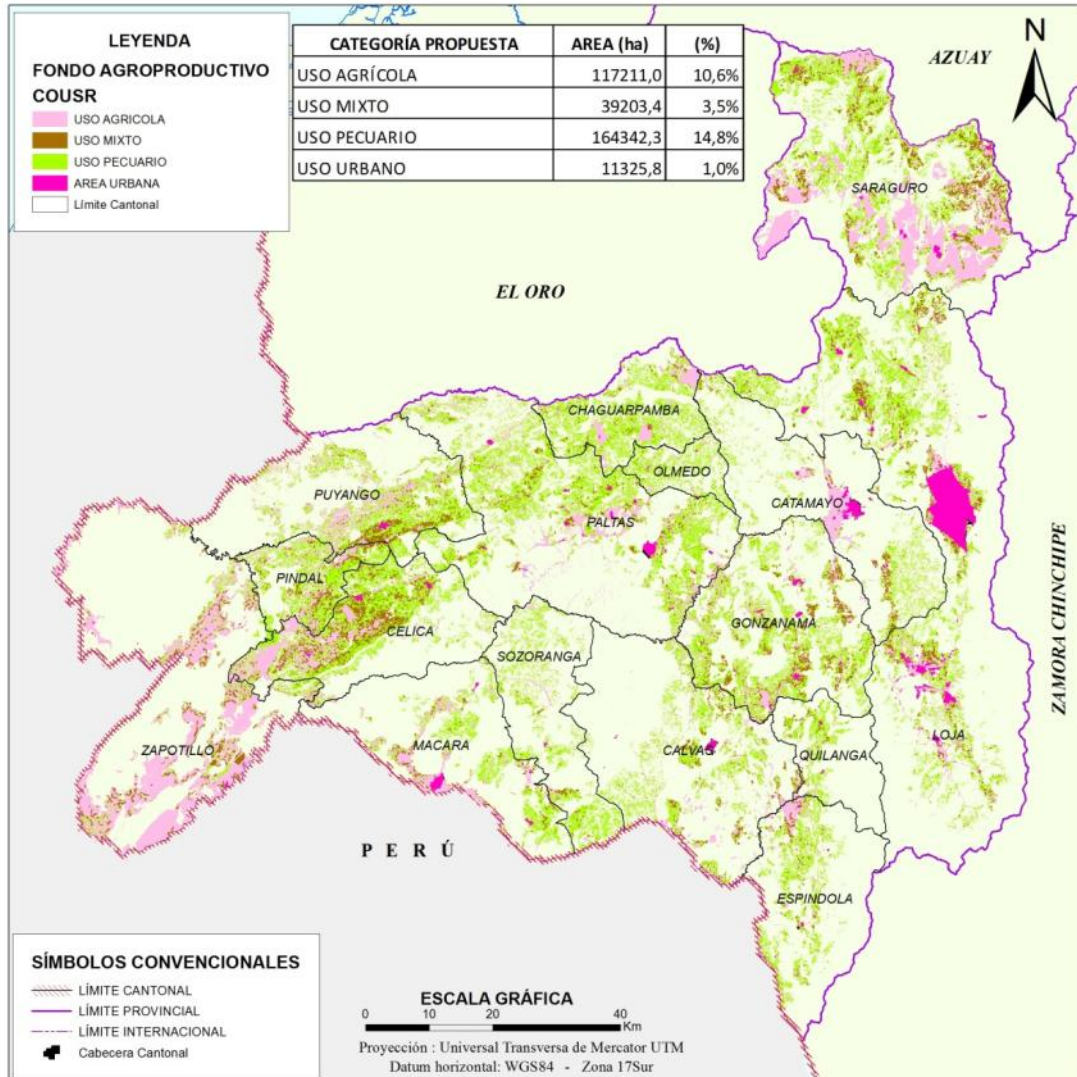 LEYENDA
FONDO AGROPRODUCTIVO
COUSR
USO AGRICOLA
USO MIXTO
USO PECUARIO
AREA URBANA
Límite Cantonal
CATEGORÍA PROPUESTA AREA (ha) (%)
USO AGRÍCOLA 117211,0 10,6%
USO MIXTO 39203,4 3,5%
USO PECUARIO 164342,3 14,8%
USO URBANO 11325,8 1,0%
N
AZUAY
SARAGURO
EL ORO
CHAGUARPAMBA
OLMEDO
PUYANGO
CATAMAYO
PALTAS
PINDAL
GONZANAMÁ
CELICA
SOZORANGA
ZAMORA CHINCHIPE
ZAPOTILLO
MACARA
CALVAS
QUILANGA
LOJA
PERÚ
ESPINDOLA
SÍMBOLOS CONVENCIONALES
LÍMITE CANTONAL
LÍMITE PROVINCIAL
LÍMITE INTERNACIONAL
Cabecera Cantonal
ESCALA GRÁFICA
0 10 20 40
Km
Proyección : Universal Transversa de Mercator UTM
Datum horizontal: WGS84 - Zona 17Sur